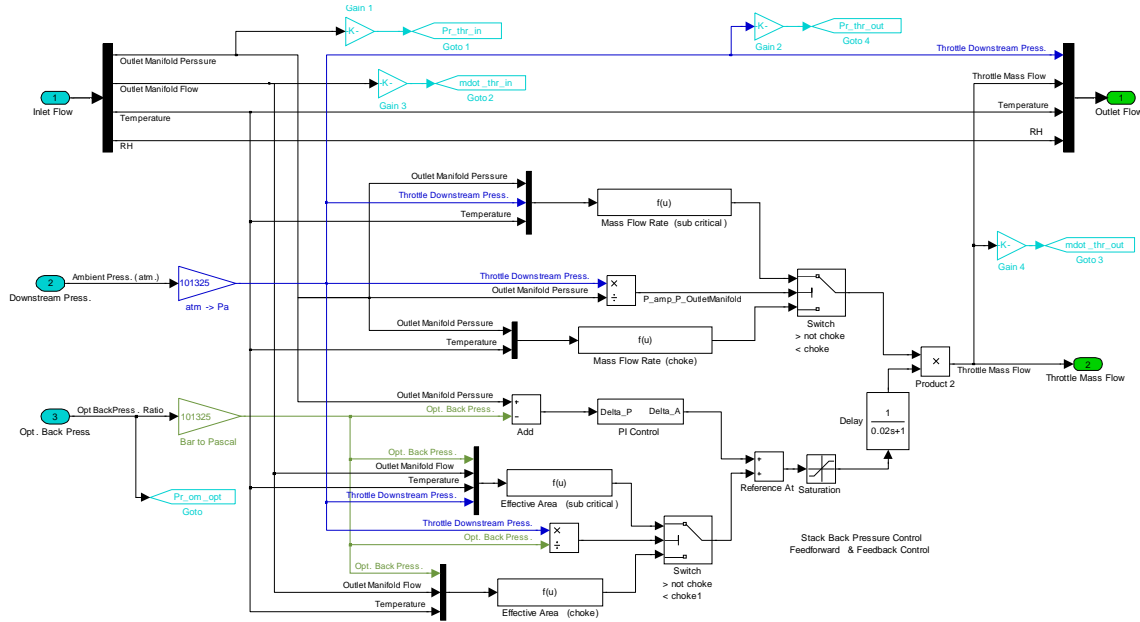 Gain 1
-K-
Pr_thr_in
Goto 1
-K-
Gain 2
Pr_thr_out
Goto 4
Outlet Manifold Perssure
Throttle Downstream Press.
-K-
Gain 3
mdot _thr_in
Goto2
Outlet Manifold Flow
Throttle Mass Flow
1
Inlet Flow
Temperature
Temperature
1
Outlet Flow
RH
RH
Outlet Manifold Perssure
Throttle Downstream Press.
Temperature
f(u)
Mass Flow Rate (sub critical )
-K-
Gain 4
mdot _thr_out
Goto 3
2
Downstream Press.
Ambient Press. ( atm.)
101325
atm -> Pa
Throttle Downstream Press.
Outlet Manifold Perssure
×
÷
P_amp_P_OutletManifold
Switch
> not choke
< choke
Outlet Manifold Perssure
Temperature
f(u)
Mass Flow Rate (choke)
×
Product 2
Throttle Mass Flow
2
Throttle Mass Flow
3
Opt. Back Press.
Opt BackPress . Ratio
101325
Bar to Pascal
Outlet Manifold Perssure
Opt. Back Press.
+
−
Add
Delta_P
Delta_A
PI Control
Delay
1
0.02s+1
Pr_om_opt
Goto
Opt. Back Press.
Outlet Manifold Flow
Temperature
Throttle Downstream Press.
f(u)
Effective Area (sub critical )
+
+
Reference At
Saturation
Throttle Downstream Press.
Opt. Back Press.
×
÷
Switch
> not choke
< choke1
Stack Back Pressure Control
Feedforward & Feedback Control
Opt. Back Press.
Outlet Manifold Flow
Temperature
f(u)
Effective Area (choke)